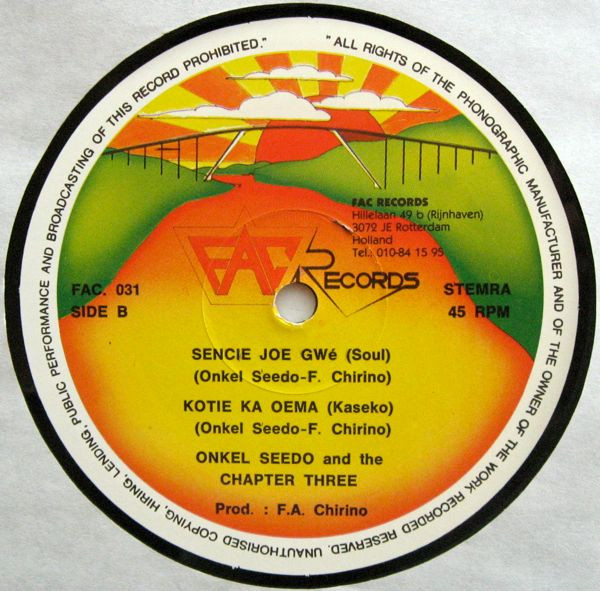 "ALL RIGHTS OF THE PHONOGRAPHIC MANUFACTURER AND OF THE OWNER OF THE WORK RECORDED RESERVED. UNAUTHORISED COPYING, HIRING, LENDING, PUBLIC PERFORMANCE AND BROADCASTING OF THIS RECORD PROHIBITED."
FAC RECORDS
Hillelaan 49 b (Rijnhaven)
3072 JE Rotterdam
Holland
Tel.: 010-84 15 95
FAC RECORDS
FAC. 031
SIDE B
STEMRA
45 RPM
SENCIE JOE GWé (Soul)
(Onkel Seedo-F. Chirino)
KOTIE KA OEMA (Kaseko)
(Onkel Seedo-F. Chirino)
ONKEL SEEDO and the
CHAPTER THREE
Prod. : F.A. Chirino